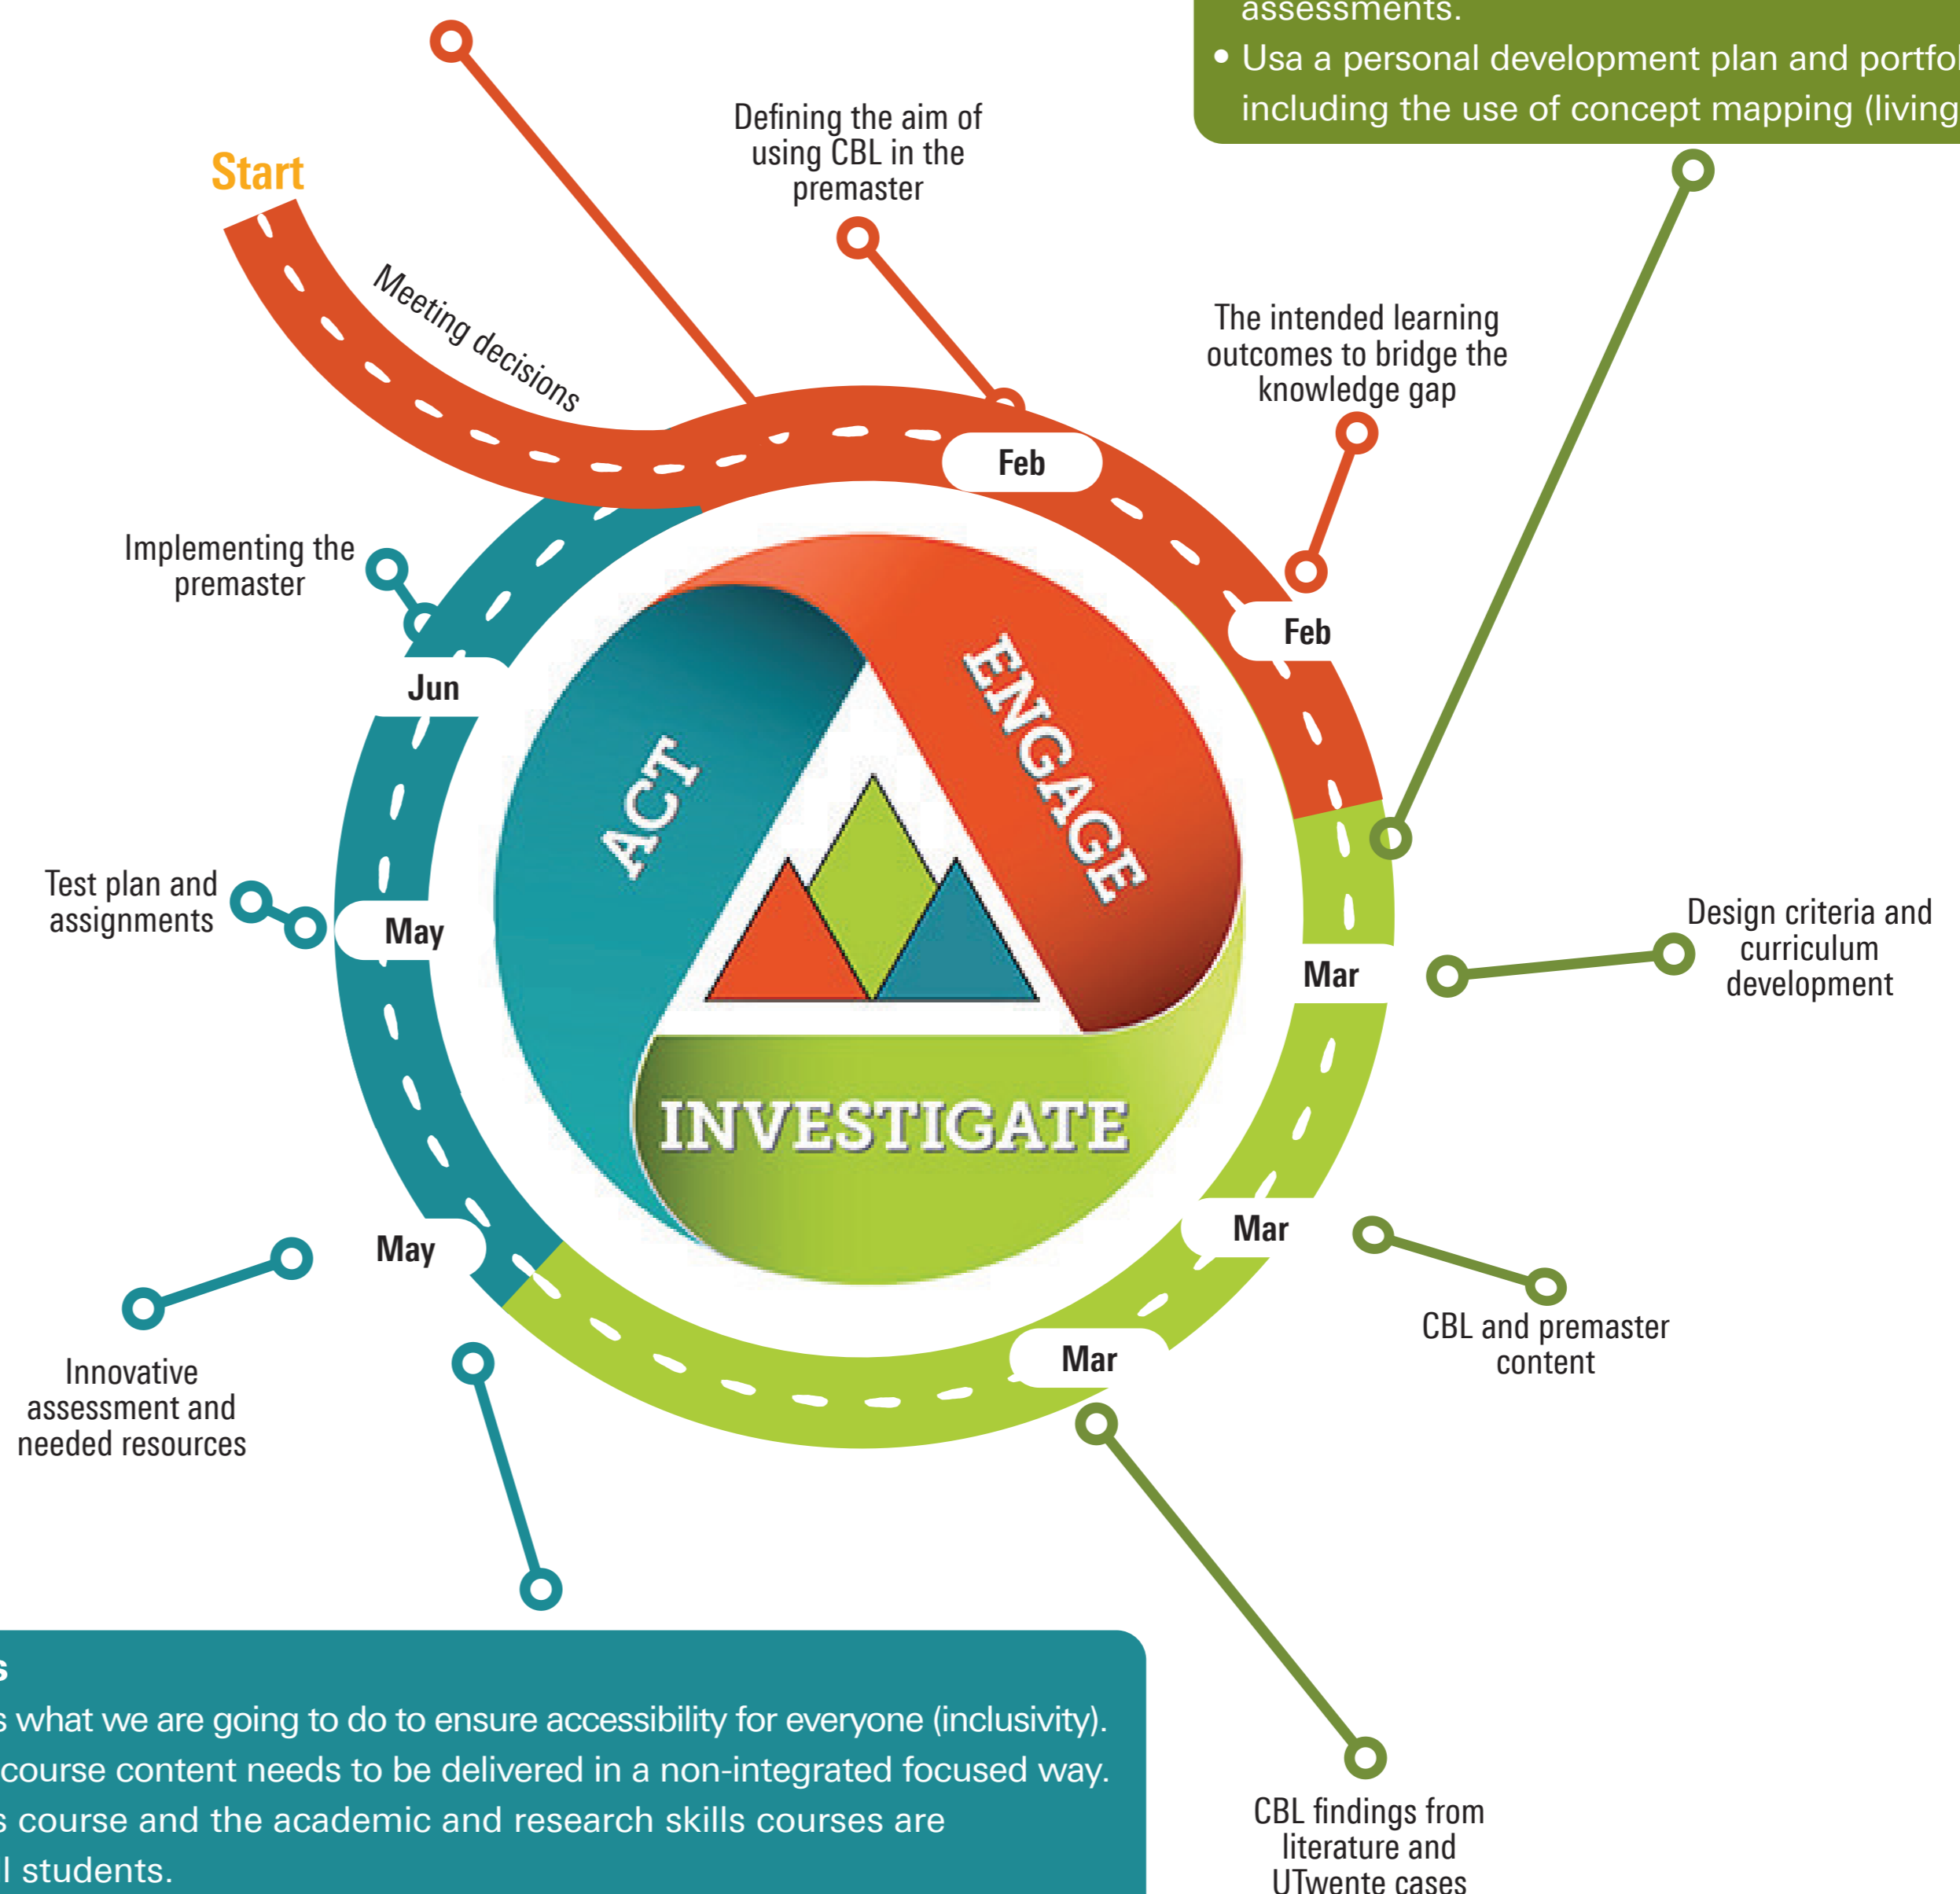 assessments.
• Usa a personal development plan and portfol
including the use of concept mapping (living
Start
Meeting decisions
Defining the aim of
using CBL in the
premaster
Feb
The intended learning
outcomes to bridge the
knowledge gap
Feb
Design criteria and
curriculum
development
Mar
CBL and premaster
content
Mar
CBL findings from
literature and
UTwente cases
Mar
Innovative
assessment and
needed resources
May
Test plan and
assignments
May
Implementing the
premaster
Jun
ENGAGE
INVESTIGATE
ACT
s
s what we are going to do to ensure accessibility for everyone (inclusivity).
course content needs to be delivered in a non-integrated focused way.
s course and the academic and research skills courses are
l students.